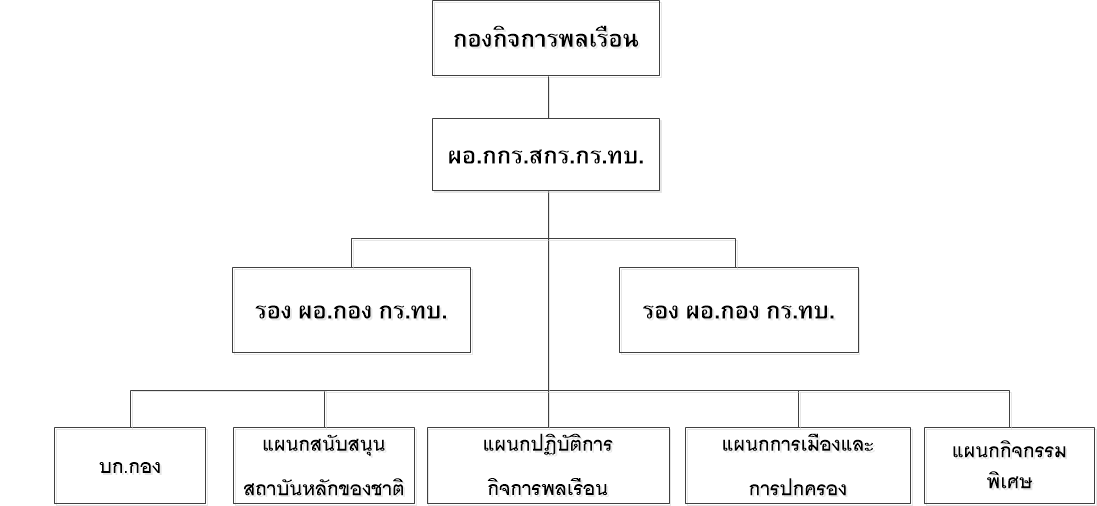 กองกิจการพลเรือน
ผอ.กกร.สกร.กร.ทบ.
รอง ผอ.กอง กร.ทบ.
รอง ผอ.กอง กร.ทบ.
บก.กอง
แผนกสนับสนุน
สถาบันหลักของชาติ
แผนกปฏิบัติการ
กิจการพลเรือน
แผนกการเมืองและ
การปกครอง
แผนกกิจกรรม
พิเศษ